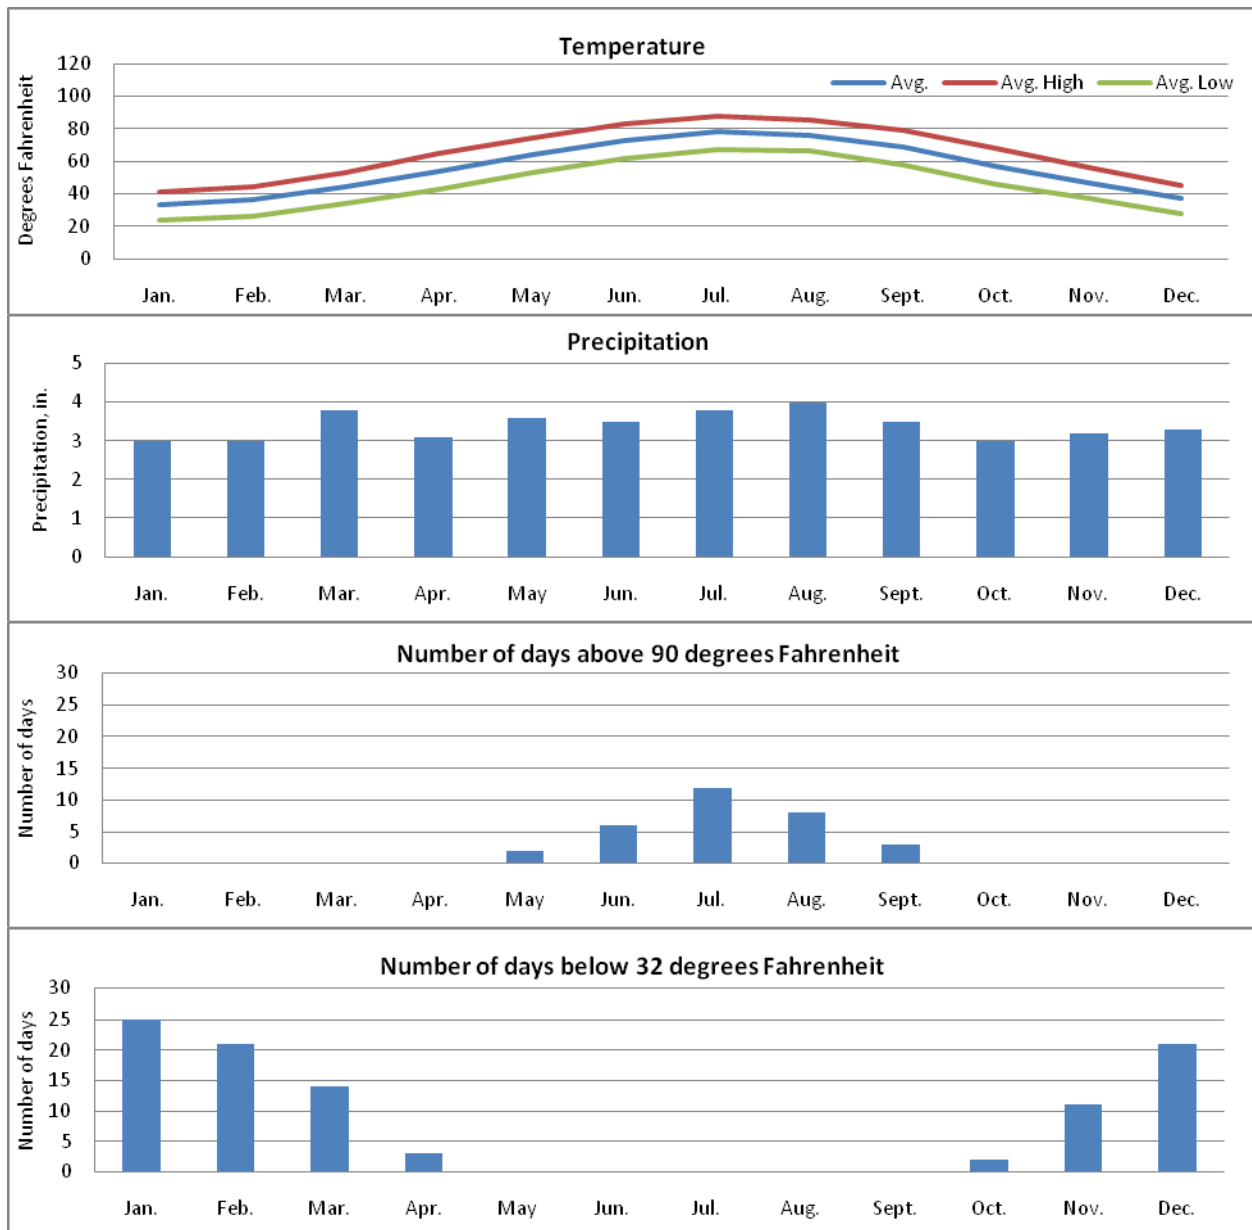 Temperature
Degrees Fahrenheit
120
100
80
60
40
20
0
Avg. Avg. High Avg. Low
Jan. Feb. Mar. Apr. May Jun. Jul. Aug. Sept. Oct. Nov. Dec.
Precipitation
Precipitation, in.
5
4
3
2
1
0
Jan. Feb. Mar. Apr. May Jun. Jul. Aug. Sept. Oct. Nov. Dec.
Number of days above 90 degrees Fahrenheit
Number of days
30
25
20
15
10
5
0
Jan. Feb. Mar. Apr. May Jun. Jul. Aug. Sept. Oct. Nov. Dec.
Number of days below 32 degrees Fahrenheit
Number of days
30
25
20
15
10
5
0
Jan. Feb. Mar. Apr. May Jun. Jul. Aug. Sept. Oct. Nov. Dec.